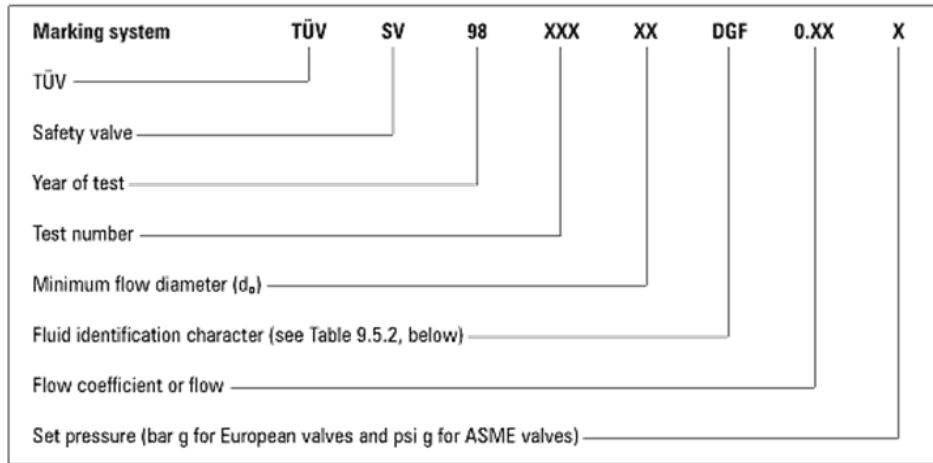 Marking system TÜV SV 98 XXX XX DGF 0.XX X
TÜV
Safety valve
Year of test
Test number
Minimum flow diameter (dₒ)
Fluid identification character (see Table 9.5.2, below)
Flow coefficient or flow
Set pressure (bar g for European valves and psi g for ASME valves)